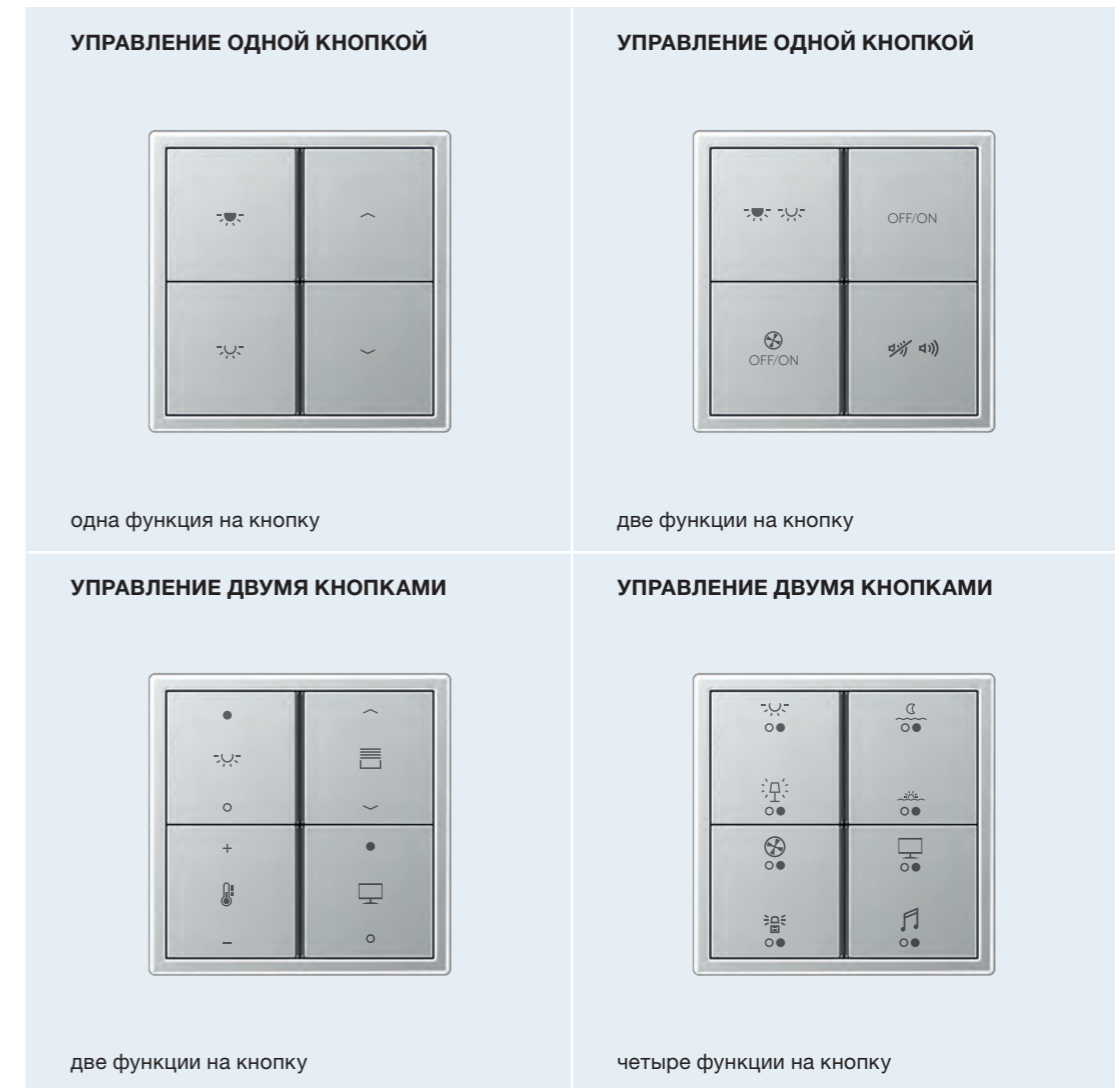 УПРАВЛЕНИЕ ОДНОЙ КНОПКОЙ
OFF/ON
одна функция на кнопку
УПРАВЛЕНИЕ ОДНОЙ КНОПКОЙ
OFF/ON
две функции на кнопку
УПРАВЛЕНИЕ ДВУМЯ КНОПКАМИ
+
–
две функции на кнопку
УПРАВЛЕНИЕ ДВУМЯ КНОПКАМИ
четыре функции на кнопку